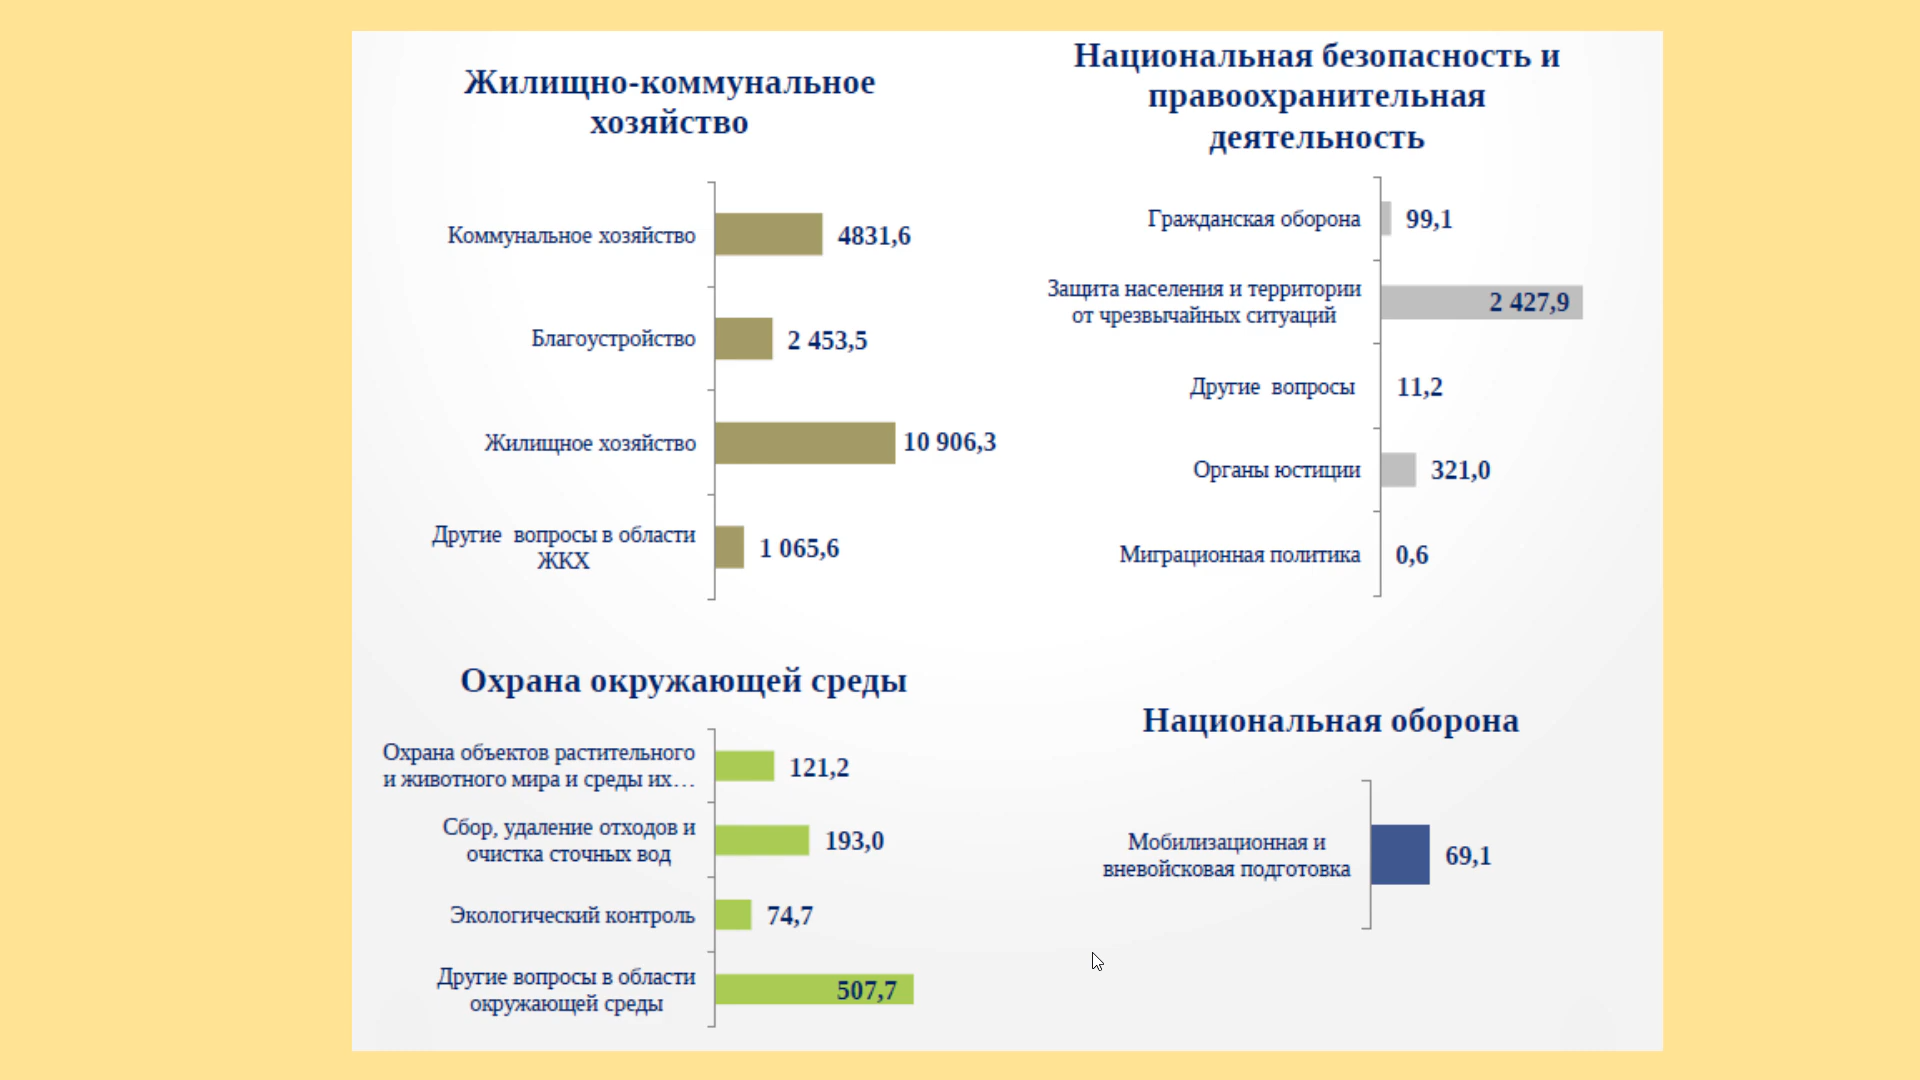 Жилищно-коммунальное
хозяйство
Коммунальное хозяйство
4831,6
Благоустройство
2 453,5
Жилищное хозяйство
10 906,3
Другие вопросы в области
ЖКХ
1 065,6
Национальная безопасность и
правоохранительная
деятельность
Гражданская оборона
99,1
Защита населения и территории
от чрезвычайных ситуаций
2 427,9
Другие вопросы
11,2
Органы юстиции
321,0
Миграционная политика
0,6
Охрана окружающей среды
Охрана объектов растительного
и животного мира и среды их…
121,2
Сбор, удаление отходов и
очистка сточных вод
193,0
Экологический контроль
74,7
Другие вопросы в области
окружающей среды
507,7
Национальная оборона
Мобилизационная и
вневойсковая подготовка
69,1